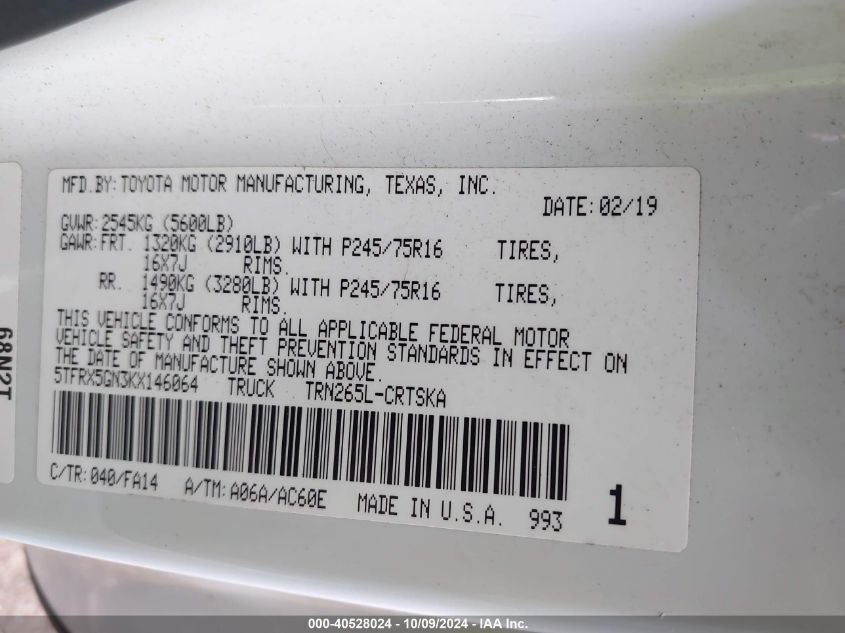 MFD.BY:TOYOTA MOTOR MANUFACTURING, TEXAS, INC.
DATE:02/19
GVWR:2545KG (5600LB)
GAWR:FRT. 1320KG (2910LB) WITH P245/75R16 TIRES,
16X7J RIMS.
RR. 1490KG (3280LB) WITH P245/75R16 TIRES,
16X7J RIMS.
THIS VEHICLE CONFORMS TO ALL APPLICABLE FEDERAL MOTOR
VEHICLE SAFETY AND THEFT PREVENTION STANDARDS IN EFFECT ON
THE DATE OF MANUFACTURE SHOWN ABOVE.
5TFRX5GN3KX146064 TRUCK TRN265L-CRTSKA
C/TR:040/FA14 A/TM:A06A/AC60E MADE IN U.S.A. 993 1
68N2T
000-40528024 - 10/09/2024 - IAA Inc.